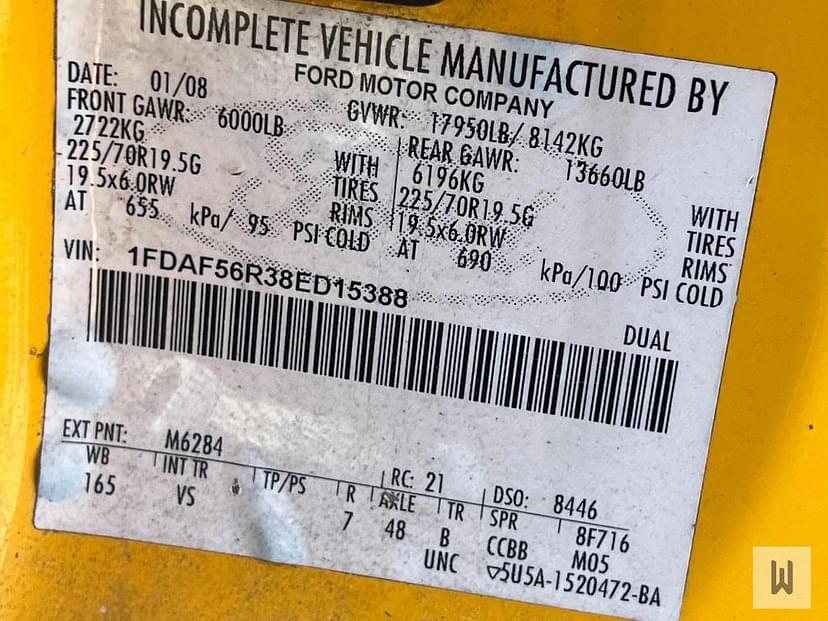 INCOMPLETE VEHICLE MANUFACTURED BY
FORD MOTOR COMPANY
DATE: 01/08 GVWR: 17950LB/ 8142KG
FRONT GAWR: 6000LB REAR GAWR: 13660LB
2722KG WITH 6196KG WITH
225/70R19.5G TIRES 225/70R19.5G TIRES
19.5x6.0RW RIMS 19.5x6.0RW RIMS
AT 655 kPa/ 95 PSI COLD AT 690 kPa/100 PSI COLD
VIN: 1FDAF56R38ED15388
DUAL
EXT PNT: M6284 RC: 21 DSO: 8446
WB INT TR TP/PS R AXLE TR SPR 8F716
165 VS 7 48 B CCBB M05
UNC ▽5U5A-1520472-BA
W